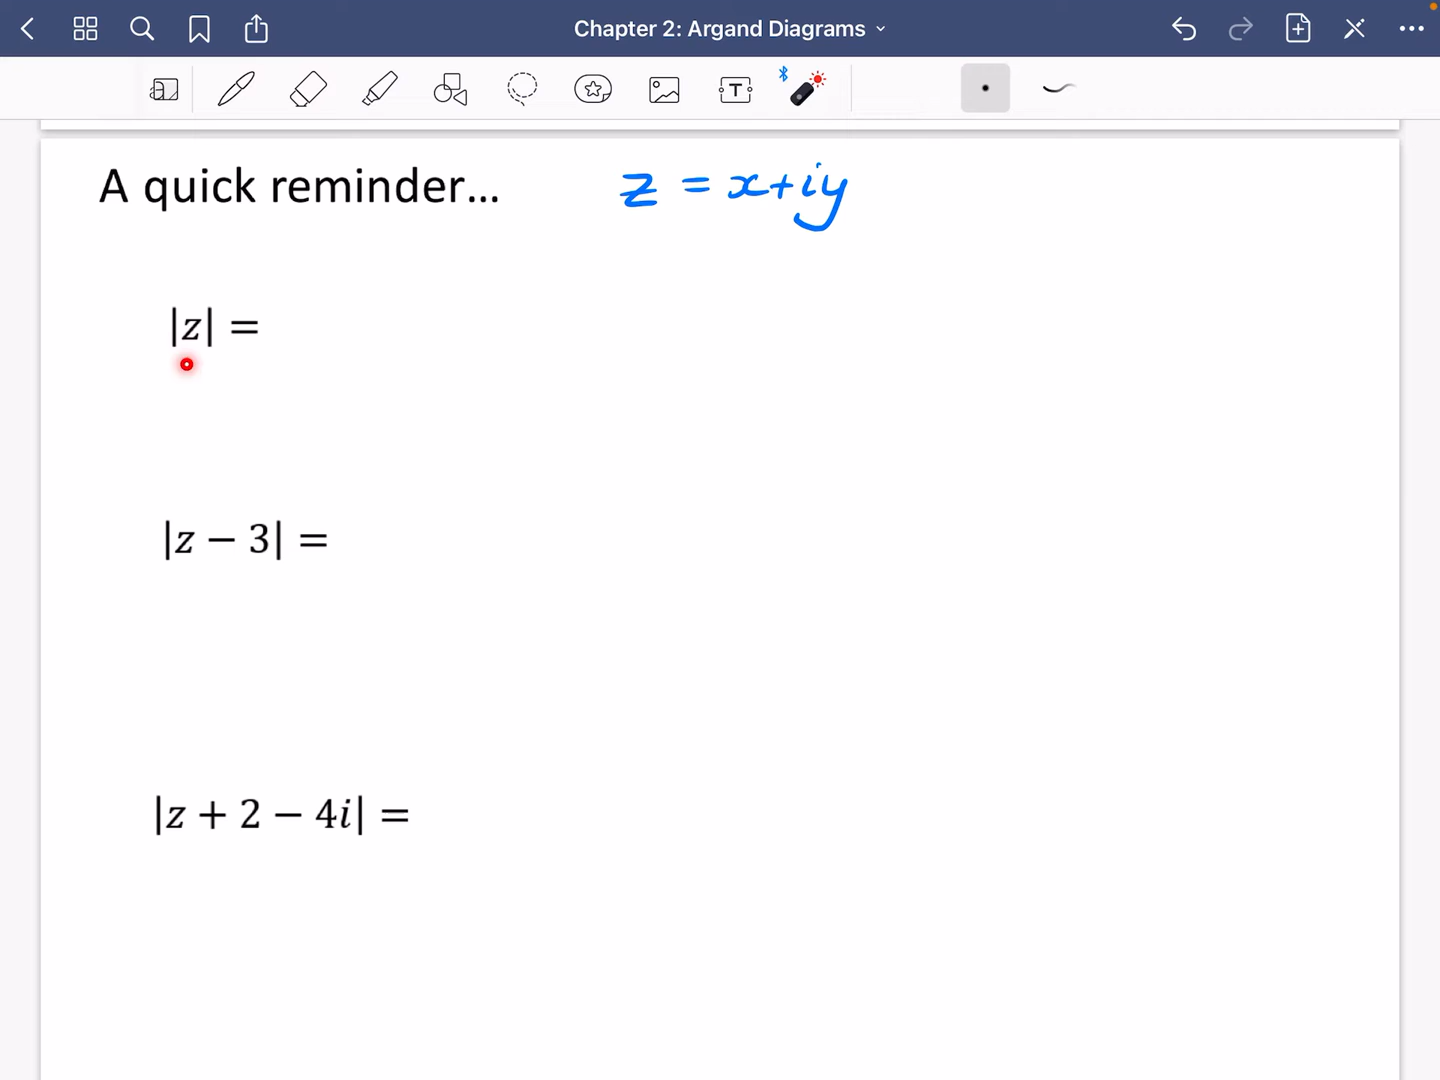 Chapter 2: Argand Diagrams
A quick reminder... z = x+iy
|z| =
|z − 3| =
|z + 2 − 4i| =